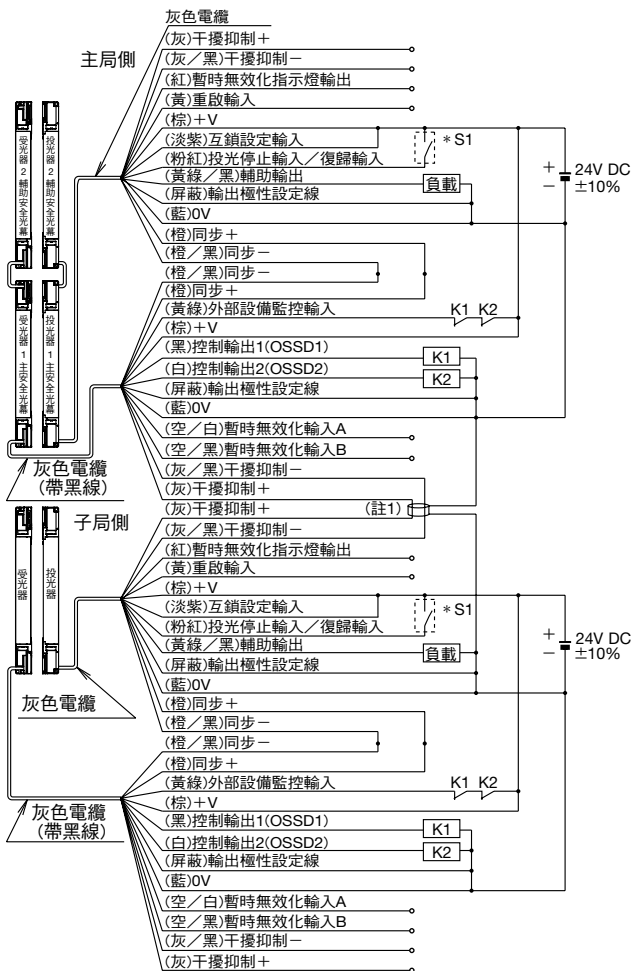 灰色電纜
主局側
(灰)干擾抑制＋
(灰／黑)干擾抑制－
(紅)暫時無效化指示燈輸出
(黃)重啟輸入
(棕)＋V
(淡紫)互鎖設定輸入
＊S1
(粉紅)投光停止輸入／復歸輸入
(黃綠／黑)輔助輸出
負載
＋
－
24V DC
±10%
(屏蔽)輸出極性設定線
(藍)0V
(橙)同步＋
(橙／黑)同步－
(橙／黑)同步－
(橙)同步＋
(黃綠)外部設備監控輸入
K1 K2
(棕)＋V
(黑)控制輸出1(OSSD1)
K1
(白)控制輸出2(OSSD2)
K2
(屏蔽)輸出極性設定線
(藍)0V
(空／白)暫時無效化輸入A
(空／黑)暫時無效化輸入B
(灰／黑)干擾抑制－
(灰)干擾抑制＋
受光器 2 輔助安全光幕
投光器 2 輔助安全光幕
受光器 1 主安全光幕
投光器 1 主安全光幕
灰色電纜
(帶黑線)
子局側
(灰)干擾抑制＋
(註1)
(灰／黑)干擾抑制－
(紅)暫時無效化指示燈輸出
(黃)重啟輸入
(棕)＋V
(淡紫)互鎖設定輸入
＊S1
(粉紅)投光停止輸入／復歸輸入
(黃綠／黑)輔助輸出
負載
＋
－
24V DC
±10%
(屏蔽)輸出極性設定線
(藍)0V
(橙)同步＋
(橙／黑)同步－
(橙／黑)同步－
(橙)同步＋
(黃綠)外部設備監控輸入
K1 K2
(棕)＋V
(黑)控制輸出1(OSSD1)
K1
(白)控制輸出2(OSSD2)
K2
(屏蔽)輸出極性設定線
(藍)0V
(空／白)暫時無效化輸入A
(空／黑)暫時無效化輸入B
(灰／黑)干擾抑制－
(灰)干擾抑制＋
受光器
投光器
灰色電纜
灰色電纜
(帶黑線)